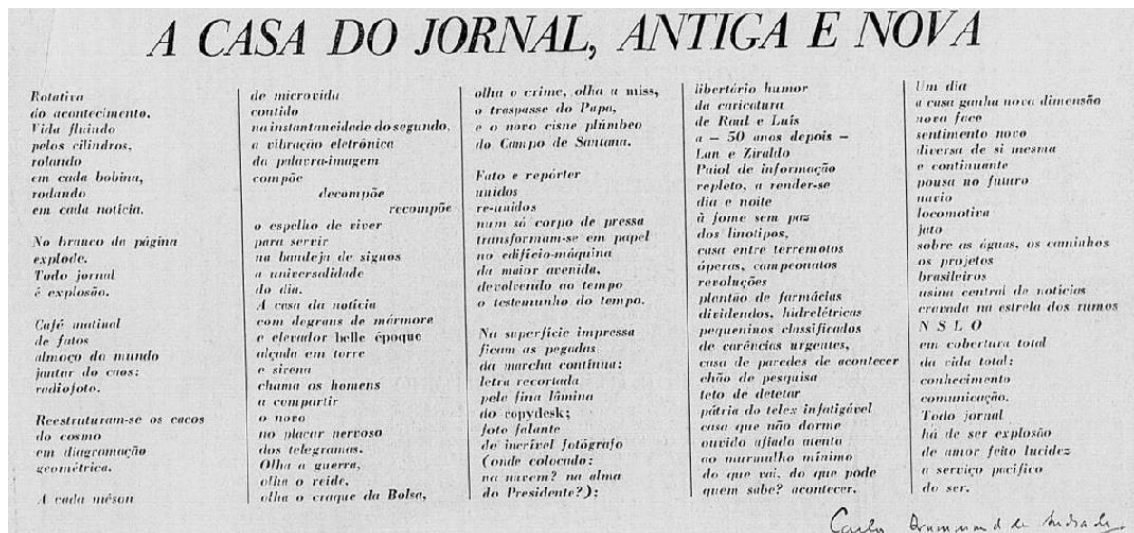 A CASA DO JORNAL, ANTIGA E NOVA
Rotativa
do acontecimento.
Vida fluindo
pelos cilindros,
rolando
em cada bobina,
rodando
em cada notícia.
No branco da página
explode.
Todo jornal
é explosão.
Café matinal
de fatos
almoço do mundo
jantar do caos:
radiofoto.
Reestruturam-se os cacos
do cosmo
em diagramação
geométrica.
A cada méson
de microvida
contido
na instantaneidade do segundo,
a vibração eletrônica
da palavra-imagem
compõe
decompõe
recompõe
o espelho de viver
para servir
na bandeja de signos
a universalidade
do dia.
A casa da notícia
com degraus de mármore
e elevador belle époque
alçada em torre
e sirena
chama os homens
a compartir
o novo
no placar nervoso
dos telegramas.
Olha a guerra,
olha o reide,
olha o craque da Bolsa,
olha o crime, olha a miss,
o traspasse do Papa,
e o novo cisne plúmbeo
do Campo de Santana.
Fato e repórter
unidos
re-unidos
num só corpo de pressa
transformam-se em papel
no edifício-máquina
da maior avenida,
devolvendo ao tempo
o testemunho do tempo.
Na superfície impressa
ficam as pegadas
da marcha contínua:
letra recortada
pela fina lâmina
do copydesk;
foto falante
de incrível fotógrafo
(onde colocado:
na nuvem? na alma
do Presidente?);
libertário humor
da caricatura
de Raul e Luís
a — 50 anos depois —
Lan e Ziraldo
Paiol de informação
repleto, a render-se
dia e noite
à fome sem paz
dos linotipos,
casa entre terremotos
óperas, campeonatos
revoluções
plantão de farmácias
dividendos, hidrelétricas
pequeninos classificados
de carências urgentes,
casa de paredes de acontecer
chão de pesquisa
teto de detetar
pátria do telex infatigável
casa que não dorme
ouvido afiado atento
ao murmulho mínimo
do que vai, do que pode
quem sabe? acontecer.
Um dia
a casa ganha nova dimensão
nova face
sentimento novo
diversa de si mesma
e continuante
pousa no futuro
navio
locomotiva
jato
sobre as águas, os caminhos
os projetos
brasileiros
usina central de notícias
cravada na estrela dos rumos
N S L O
em cobertura total
da vida total:
conhecimento
comunicação.
Todo jornal
há de ser explosão
de amor feito lucidez
a serviço pacífico
do ser.
Carlos Drummond de Andrade